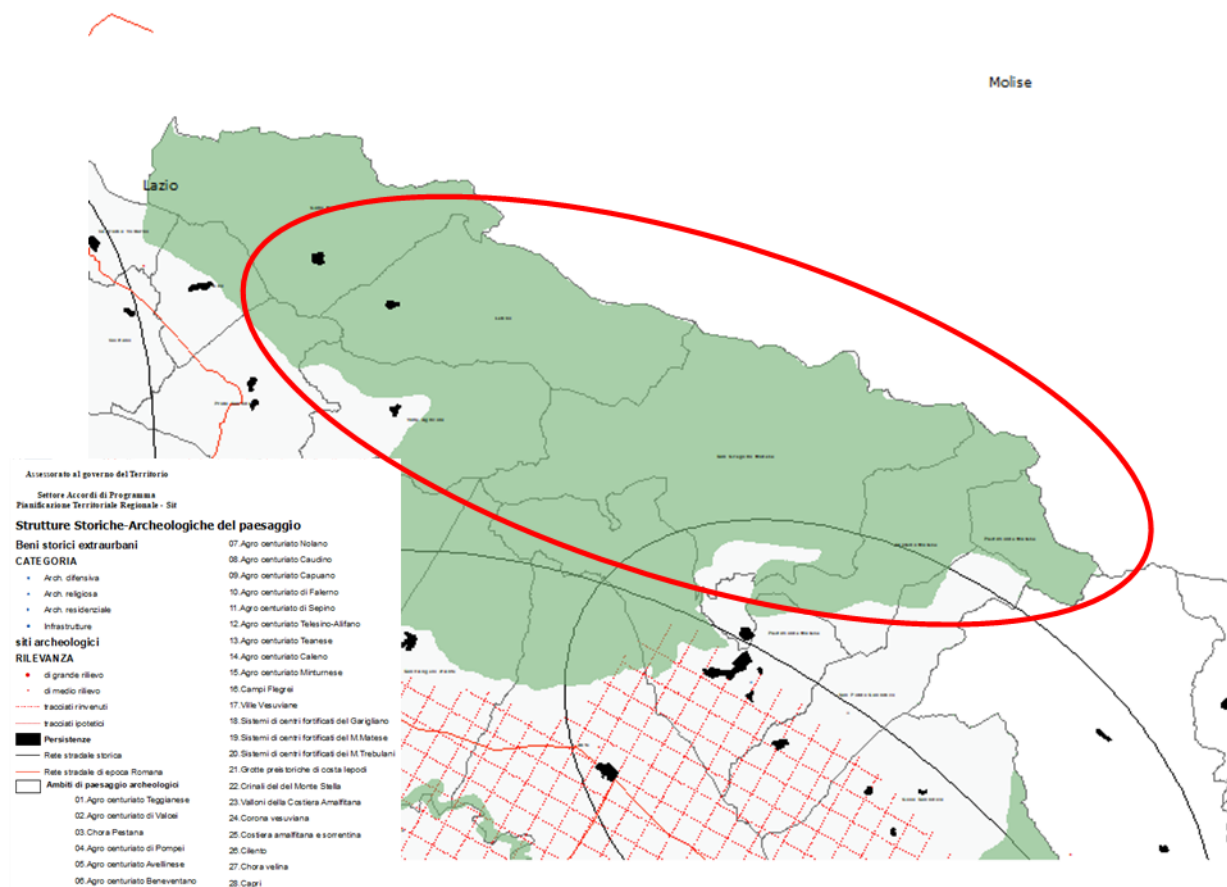 Molise
Lazio
Assessorato al governo del Territorio
Settore Accordi di Programma
Pianificazione Territoriale Regionale - Sit
Strutture Storiche-Archeologiche del paesaggio
Beni storici extraurbani
CATEGORIA
Arch. difensiva
Arch. religiosa
Arch. residenziale
Infrastrutture
siti archeologici
RILEVANZA
di grande rilievo
di medio rilievo
tracciati rinvenuti
tracciati ipotetici
Persistenze
Rete stradale storica
Rete stradale di epoca Romana
Ambiti di paesaggio archeologici
01.Agro centuriato Teggianese
02.Agro centuriato di Valcei
03.Chora Pestana
04.Agro centuriato di Pompei
05.Agro centuriato Avellinese
06.Agro centuriato Beneventano
07.Agro centuriato Nolano
08.Agro centuriato Caudino
09.Agro centuriato Capuano
10.Agro centuriato di Falerno
11.Agro centuriato di Sepino
12.Agro centuriato Telesino-Alifano
13.Agro centuriato Teanese
14.Agro centuriato Caleno
15.Agro centuriato Minturnese
16.Campi Flegrei
17.Ville Vesuviane
18.Sistemi di centri fortificati del Garigliano
19.Sistemi di centri fortificati del M.Matese
20.Sistemi di centri fortificati del M.Trebulani
21.Grotte preistoriche di costa
22.Crinali del del Monte Stella
23.Valloni della Costiera Amalfitana
24.Corona vesuviana
25.Costiera amalfitana e sorrentina
26.Cilento
27.Chora velina
28.Capri